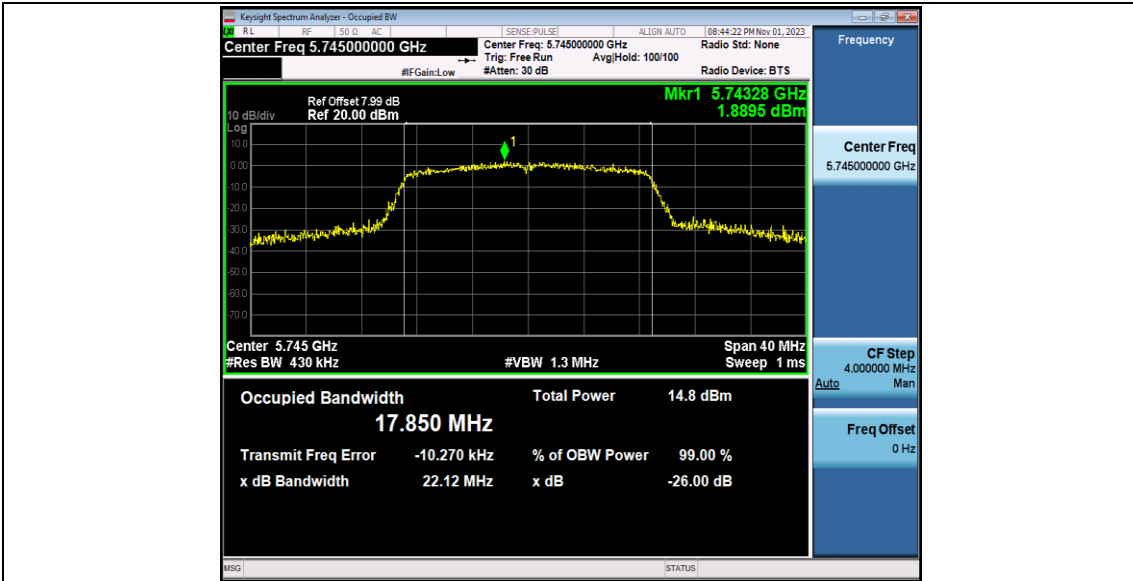 Keysight Spectrum Analyzer - Occupied BW
RL RF 50 Ω AC SENSE:PULSE ALIGN AUTO 08:44:22 PM Nov 01, 2023
Center Freq 5.745000000 GHz
Center Freq: 5.745000000 GHz Radio Std: None
Trig: Free Run Avg|Hold: 100/100
#IFGain:Low #Atten: 30 dB Radio Device: BTS
Frequency
Mkr1 5.74328 GHz
1.8895 dBm
Ref Offset 7.99 dB
10 dB/div Ref 20.00 dBm
Log
10.0
0.00
-10.0
-20.0
-30.0
-40.0
-50.0
-60.0
-70.0
1
Center 5.745 GHz Span 40 MHz
#Res BW 430 kHz #VBW 1.3 MHz Sweep 1 ms
Occupied Bandwidth Total Power 14.8 dBm
17.850 MHz
Transmit Freq Error -10.270 kHz % of OBW Power 99.00 %
x dB Bandwidth 22.12 MHz x dB -26.00 dB
Center Freq
5.745000000 GHz
CF Step
4.000000 MHz
Auto Man
Freq Offset
0 Hz
MSG STATUS